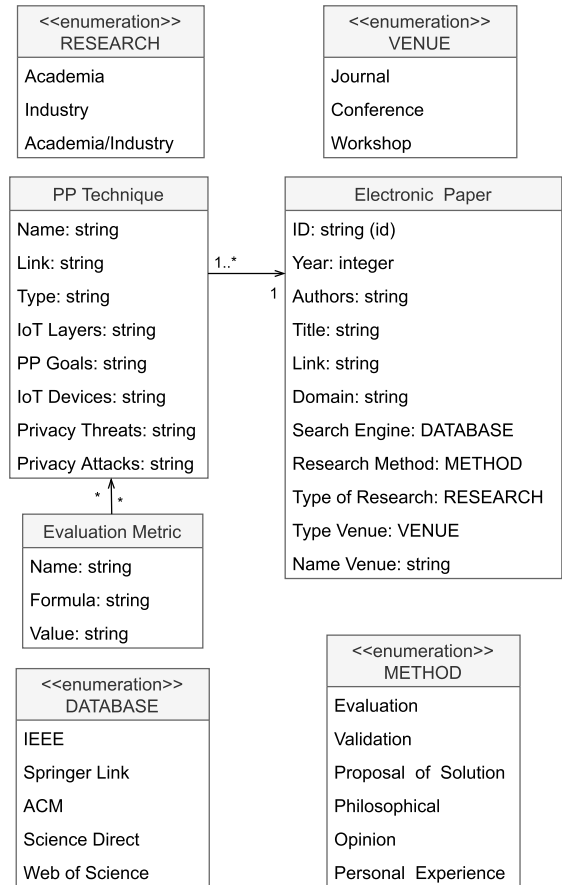 <<enumeration>>
RESEARCH
Academia
Industry
Academia/Industry
<<enumeration>>
VENUE
Journal
Conference
Workshop
PP Technique
Name: string
Link: string
Type: string
IoT Layers: string
PP Goals: string
IoT Devices: string
Privacy Threats: string
Privacy Attacks: string
1..*
1
Electronic Paper
ID: string (id)
Year: integer
Authors: string
Title: string
Link: string
Domain: string
Search Engine: DATABASE
Research Method: METHOD
Type of Research: RESEARCH
Type Venue: VENUE
Name Venue: string
* *
Evaluation Metric
Name: string
Formula: string
Value: string
<<enumeration>>
DATABASE
IEEE
Springer Link
ACM
Science Direct
Web of Science
<<enumeration>>
METHOD
Evaluation
Validation
Proposal of Solution
Philosophical
Opinion
Personal Experience